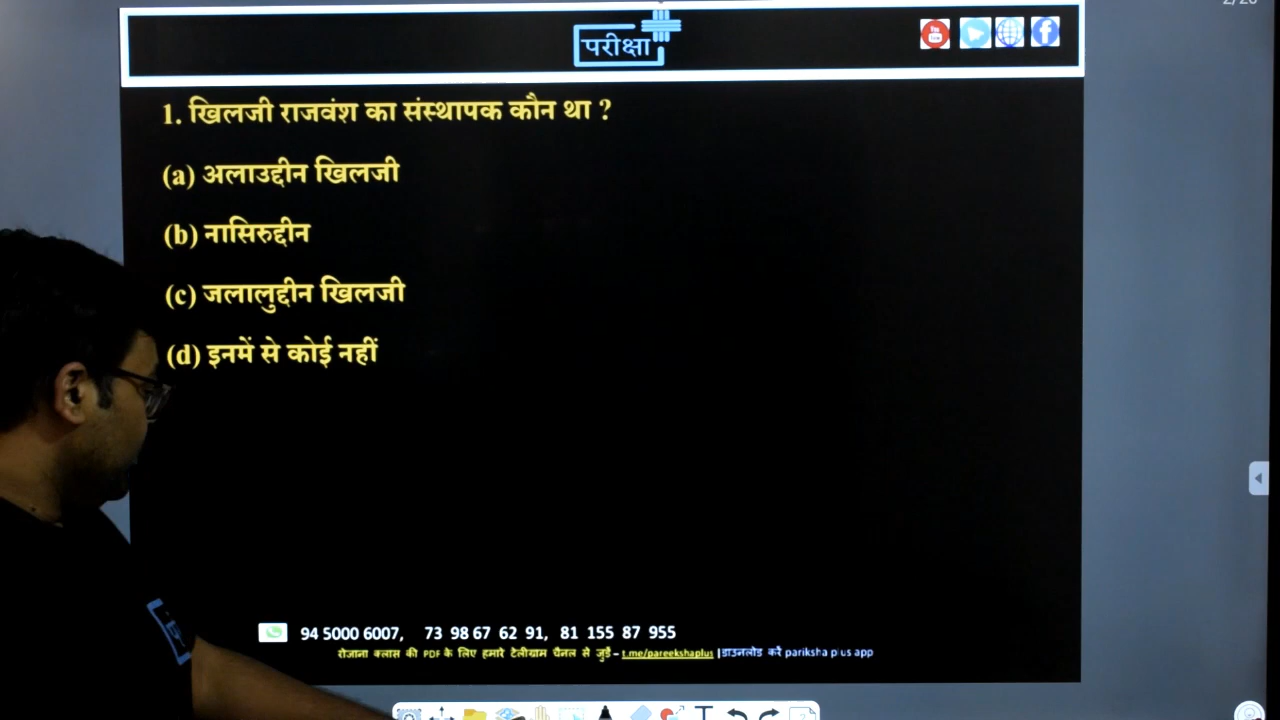 परीक्षा
1. खिलजी राजवंश का संस्थापक कौन था ?
(a) अलाउद्दीन खिलजी
(b) नासिरुद्दीन
(c) जलालुद्दीन खिलजी
(d) इनमें से कोई नहीं
94 5000 6007, 73 98 67 62 91, 81 155 87 955
रोजाना क्लास की PDF के लिए हमारे टेलीग्राम चैनल से जुड़ें – t.me/pareekshaplus | डाउनलोड करें pariksha plus app